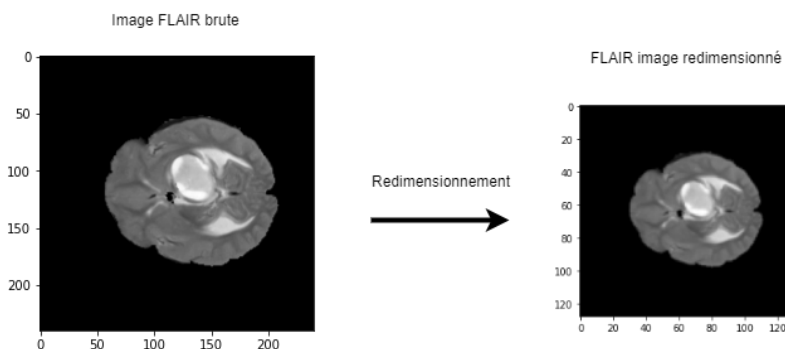 Image FLAIR brute
0
50
100
150
200
0 50 100 150 200
Redimensionnement
FLAIR image redimensionné
0
20
40
60
80
100
120
0 20 40 60 80 100 120